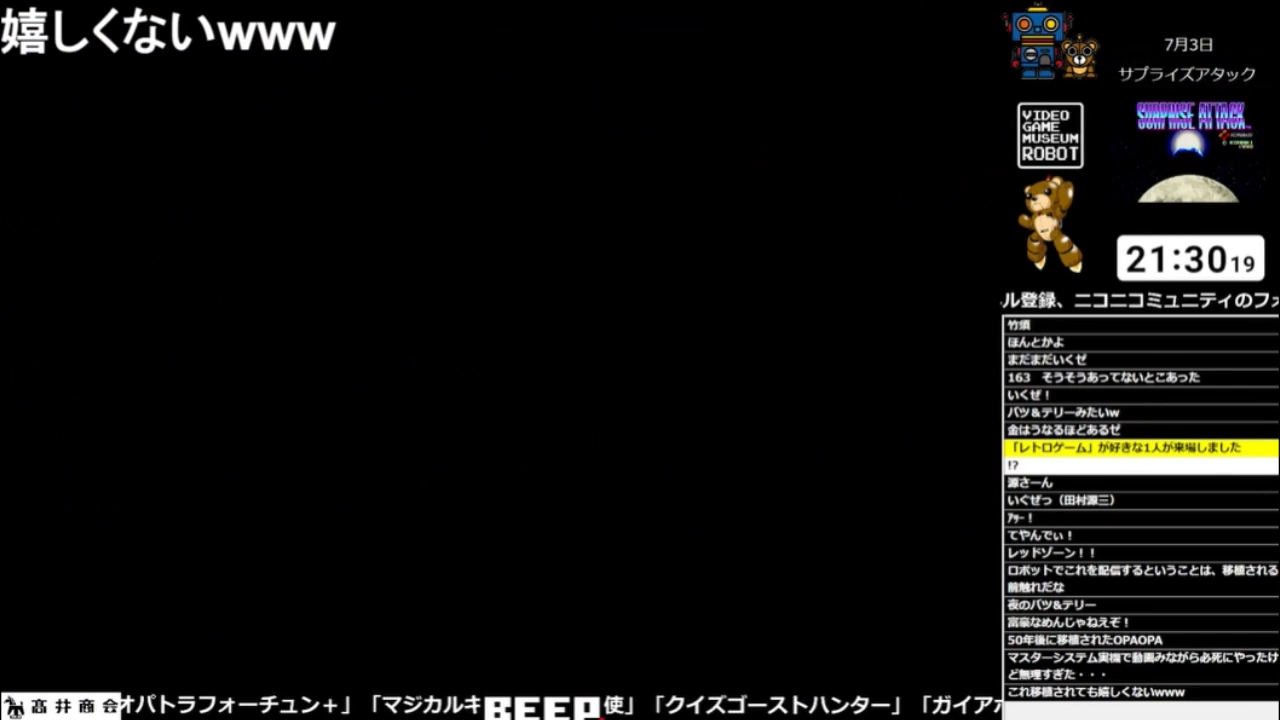 嬉しくないwww
7月3日
サプライズアタック
VIDEO
GAME
MUSEUM
ROBOT
SURPRISE ATTACK
21:30 19
ル登録、ニコニコミュニティのフォ
竹須
ほんとかよ
まだまだいくぜ
163　そうそうあってないとこあった
いくぜ！
バツ＆テリーみたいw
金はうなるほどあるぜ
「レトロゲーム」が好きな1人が来場しました
!?
源さーん
いぐぜっ（田村源三）
ｱｯｰ！
てやんでぃ！
レッドゾーン！！
ロボットでこれを配信するということは、移植される
前触れだな
夜のバツ&テリー
富豪なめんじゃねえぞ！
50年後に移植されたOPAOPA
マスターシステム実機で動画みながら必死にやったけ
ど無理すぎた・・・
これ移植されても嬉しくないwww
髙井商会
オパトラフォーチュン＋」「マジカルキ
BEEP
使」「クイズゴーストハンター」「ガイアホ